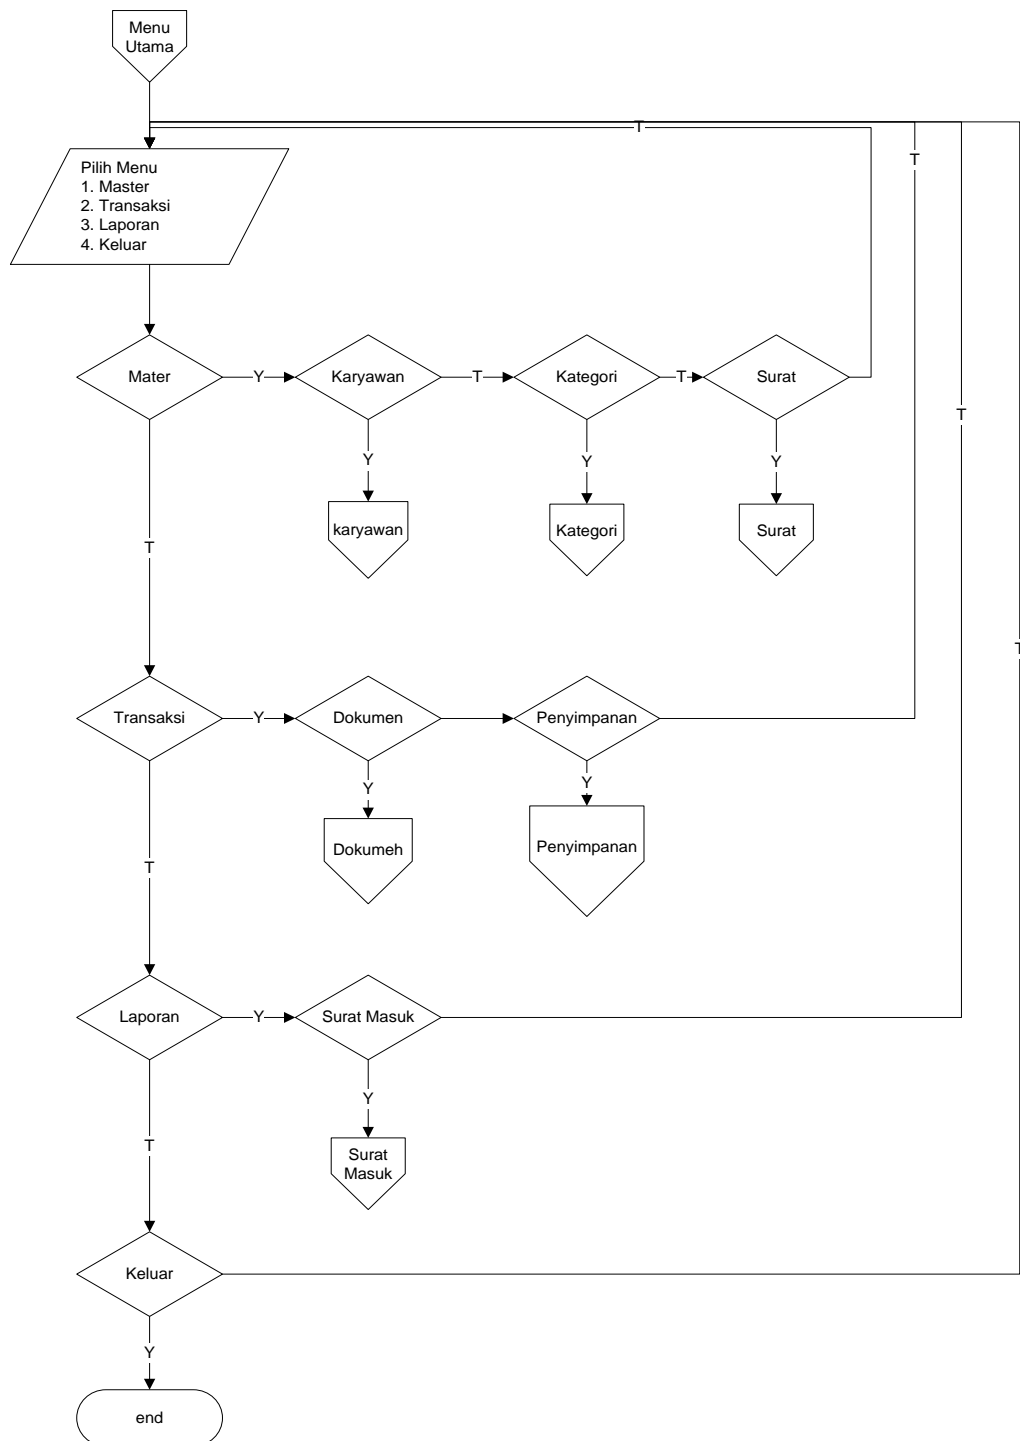 Menu
Utama
T
T
Pilih Menu
1. Master
2. Transaksi
3. Laporan
4. Keluar
Mater
Y
Karyawan
T
Kategori
T
Surat
T
Y
Y
Y
karyawan
Kategori
Surat
T
T
Transaksi
Y
Dokumen
Penyimpanan
Y
Y
Dokumeh
Penyimpanan
T
Laporan
Y
Surat Masuk
Y
T
Surat
Masuk
Keluar
Y
end